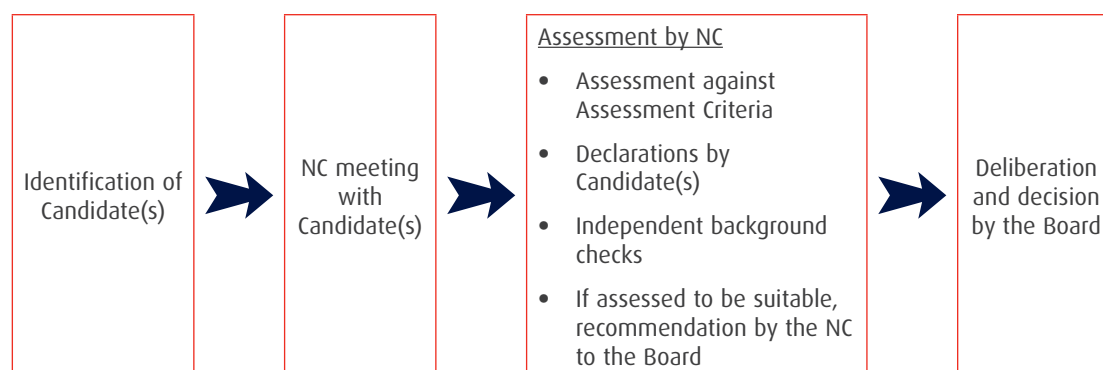 Identification of
Candidate(s)
NC meeting
with
Candidate(s)
Assessment by NC
• Assessment against
Assessment Criteria
• Declarations by
Candidate(s)
• Independent background
checks
• If assessed to be suitable,
recommendation by the NC
to the Board
Deliberation
and decision
by the Board